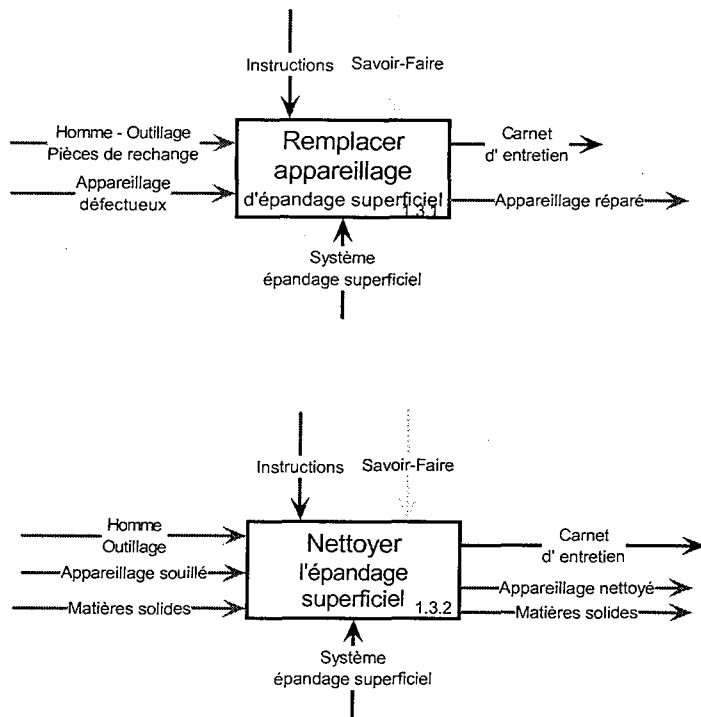 Instructions Savoir-Faire
Homme - Outillage
Pièces de rechange
Appareillage
défectueux
Remplacer
appareillage
d'épandage superficiel
1.3.1
Carnet
d' entretien
Appareillage réparé
Système
épandage superficiel
Instructions Savoir-Faire
Homme
Outillage
Appareillage souillé
Matières solides
Nettoyer
l'épandage
superficiel
1.3.2
Carnet
d' entretien
Appareillage nettoyé
Matières solides
Système
épandage superficiel